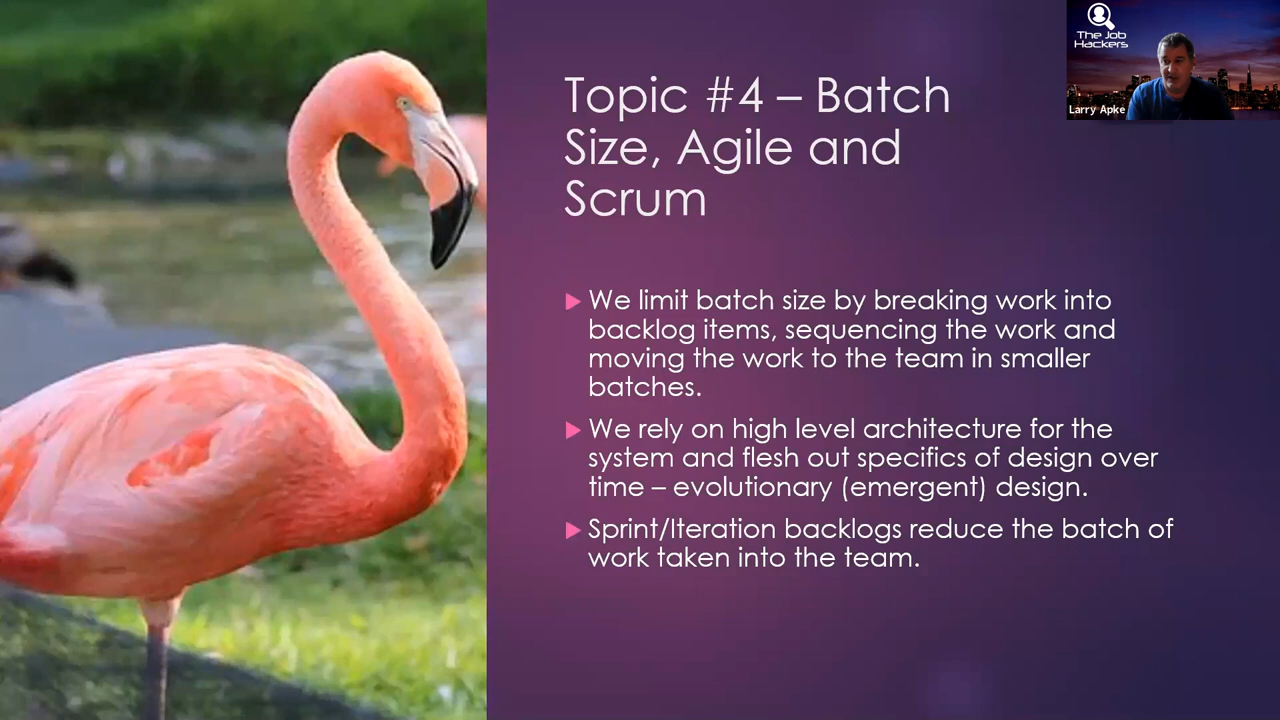 Topic #4 – Batch
Size, Agile and
Scrum
We limit batch size by breaking work into
backlog items, sequencing the work and
moving the work to the team in smaller
batches.
We rely on high level architecture for the
system and flesh out specifics of design over
time – evolutionary (emergent) design.
Sprint/Iteration backlogs reduce the batch of
work taken into the team.
The Job
Hackers
Larry Apke